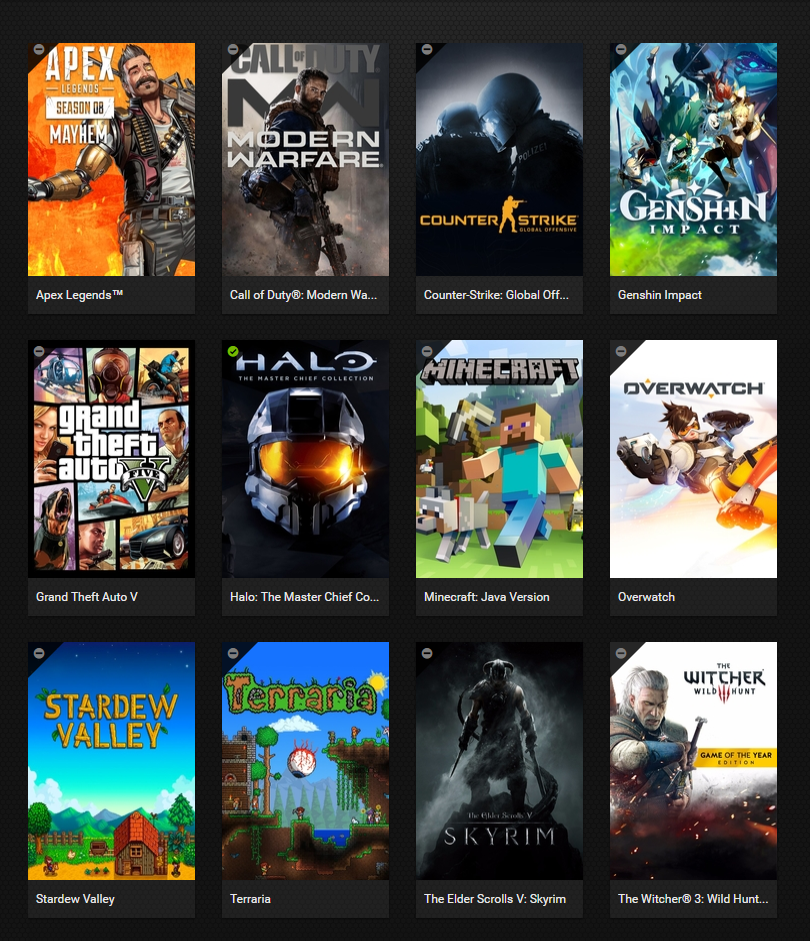 APEX
LEGENDS
SEASON 08
MAYHEM
Apex Legends™
CALL OF DUTY
MW
MODERN
WARFARE®
Call of Duty®: Modern Wa...
POLIZEI
COUNTER STRIKE
GLOBAL OFFENSIVE
Counter-Strike: Global Off...
GENSHIN
IMPACT
Genshin Impact
grand
theft
auto
FIVE
V
Grand Theft Auto V
HALO
THE MASTER CHIEF COLLECTION
Halo: The Master Chief Co...
MINECRAFT
Minecraft: Java Version
OVERWATCH
Overwatch
STARDEW
VALLEY
Stardew Valley
Terraria
Terraria
The Elder Scrolls V:
SKYRIM
The Elder Scrolls V: Skyrim
THE
WITCHER
WILD HUNT
GAME OF THE YEAR
EDITION
The Witcher® 3: Wild Hunt...